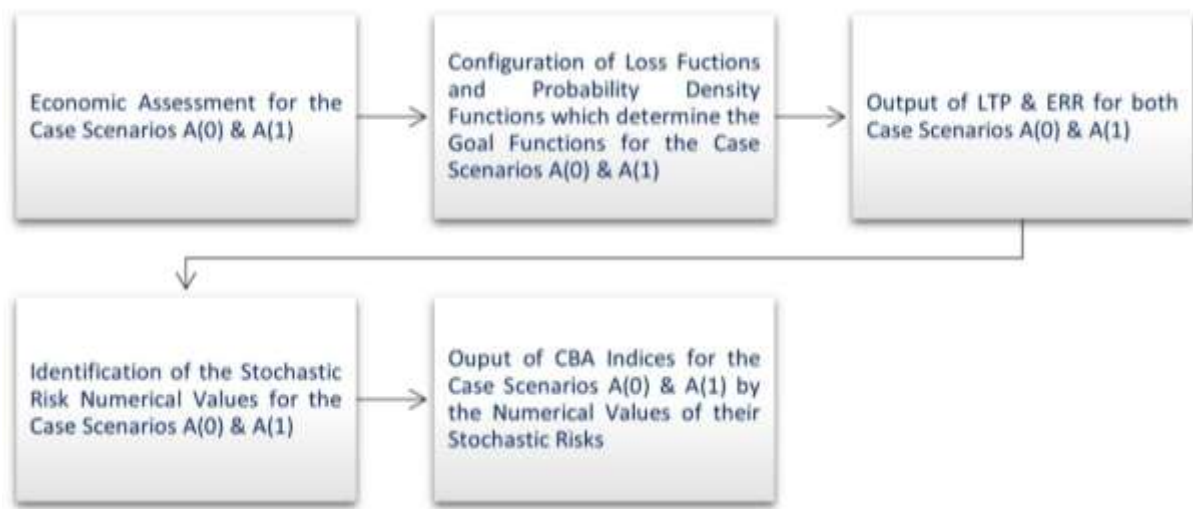 Economic Assessment for the
Case Scenarios A(0) & A(1)
Configuration of Loss Fuctions
and Probability Density
Functions which determine the
Goal Functions for the Case
Scenarios A(0) & A(1)
Output of LTP & ERR for both
Case Scenarios A(0) & A(1)
Identification of the Stochastic
Risk Numerical Values for the
Case Scenarios A(0) & A(1)
Ouput of CBA Indices for the
Case Scenarios A(0) & A(1) by
the Numerical Values of their
Stochastic Risks